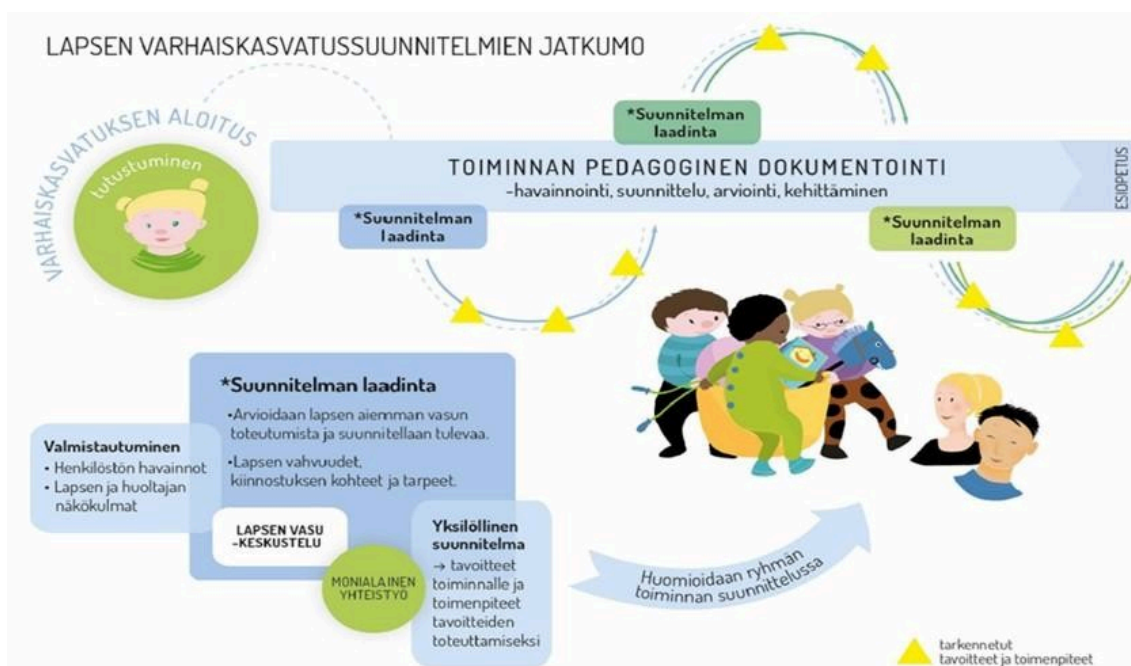 LAPSEN VARHAISKASVATUSSUUNNITELMIEN JATKUMO
VARHAISKASVATUKSEN ALOITUS
tutustuminen
*Suunnitelman
laadinta
TOIMINNAN PEDAGOGINEN DOKUMENTOINTI
-havainnointi, suunnittelu, arviointi, kehittäminen
ESIOPETUS
*Suunnitelman
laadinta
*Suunnitelman
laadinta
*Suunnitelman laadinta
•Arvioidaan lapsen aiemman vasun
toteutumista ja suunnitellaan tulevaa.
•Lapsen vahvuudet,
kiinnostuksen kohteet ja tarpeet.
Valmistautuminen
• Henkilöstön havainnot
• Lapsen ja huoltajan
näkökulmat
LAPSEN VASU
-KESKUSTELU
MONIALAINEN
YHTEISTYÖ
Yksilöllinen
suunnitelma
→ tavoitteet
toiminnalle ja
toimenpiteet
tavoitteiden
toteuttamiseksi
Huomioidaan ryhmän
toiminnan suunnittelussa
tarkennetut
tavoitteet ja toimenpiteet